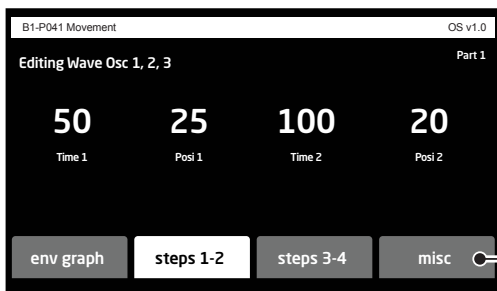 B1-P041 Movement OS v1.0
Editing Wave Osc 1, 2, 3 Part 1
50 25 100 20
Time 1 Posi 1 Time 2 Posi 2
env graph steps 1-2 steps 3-4 misc